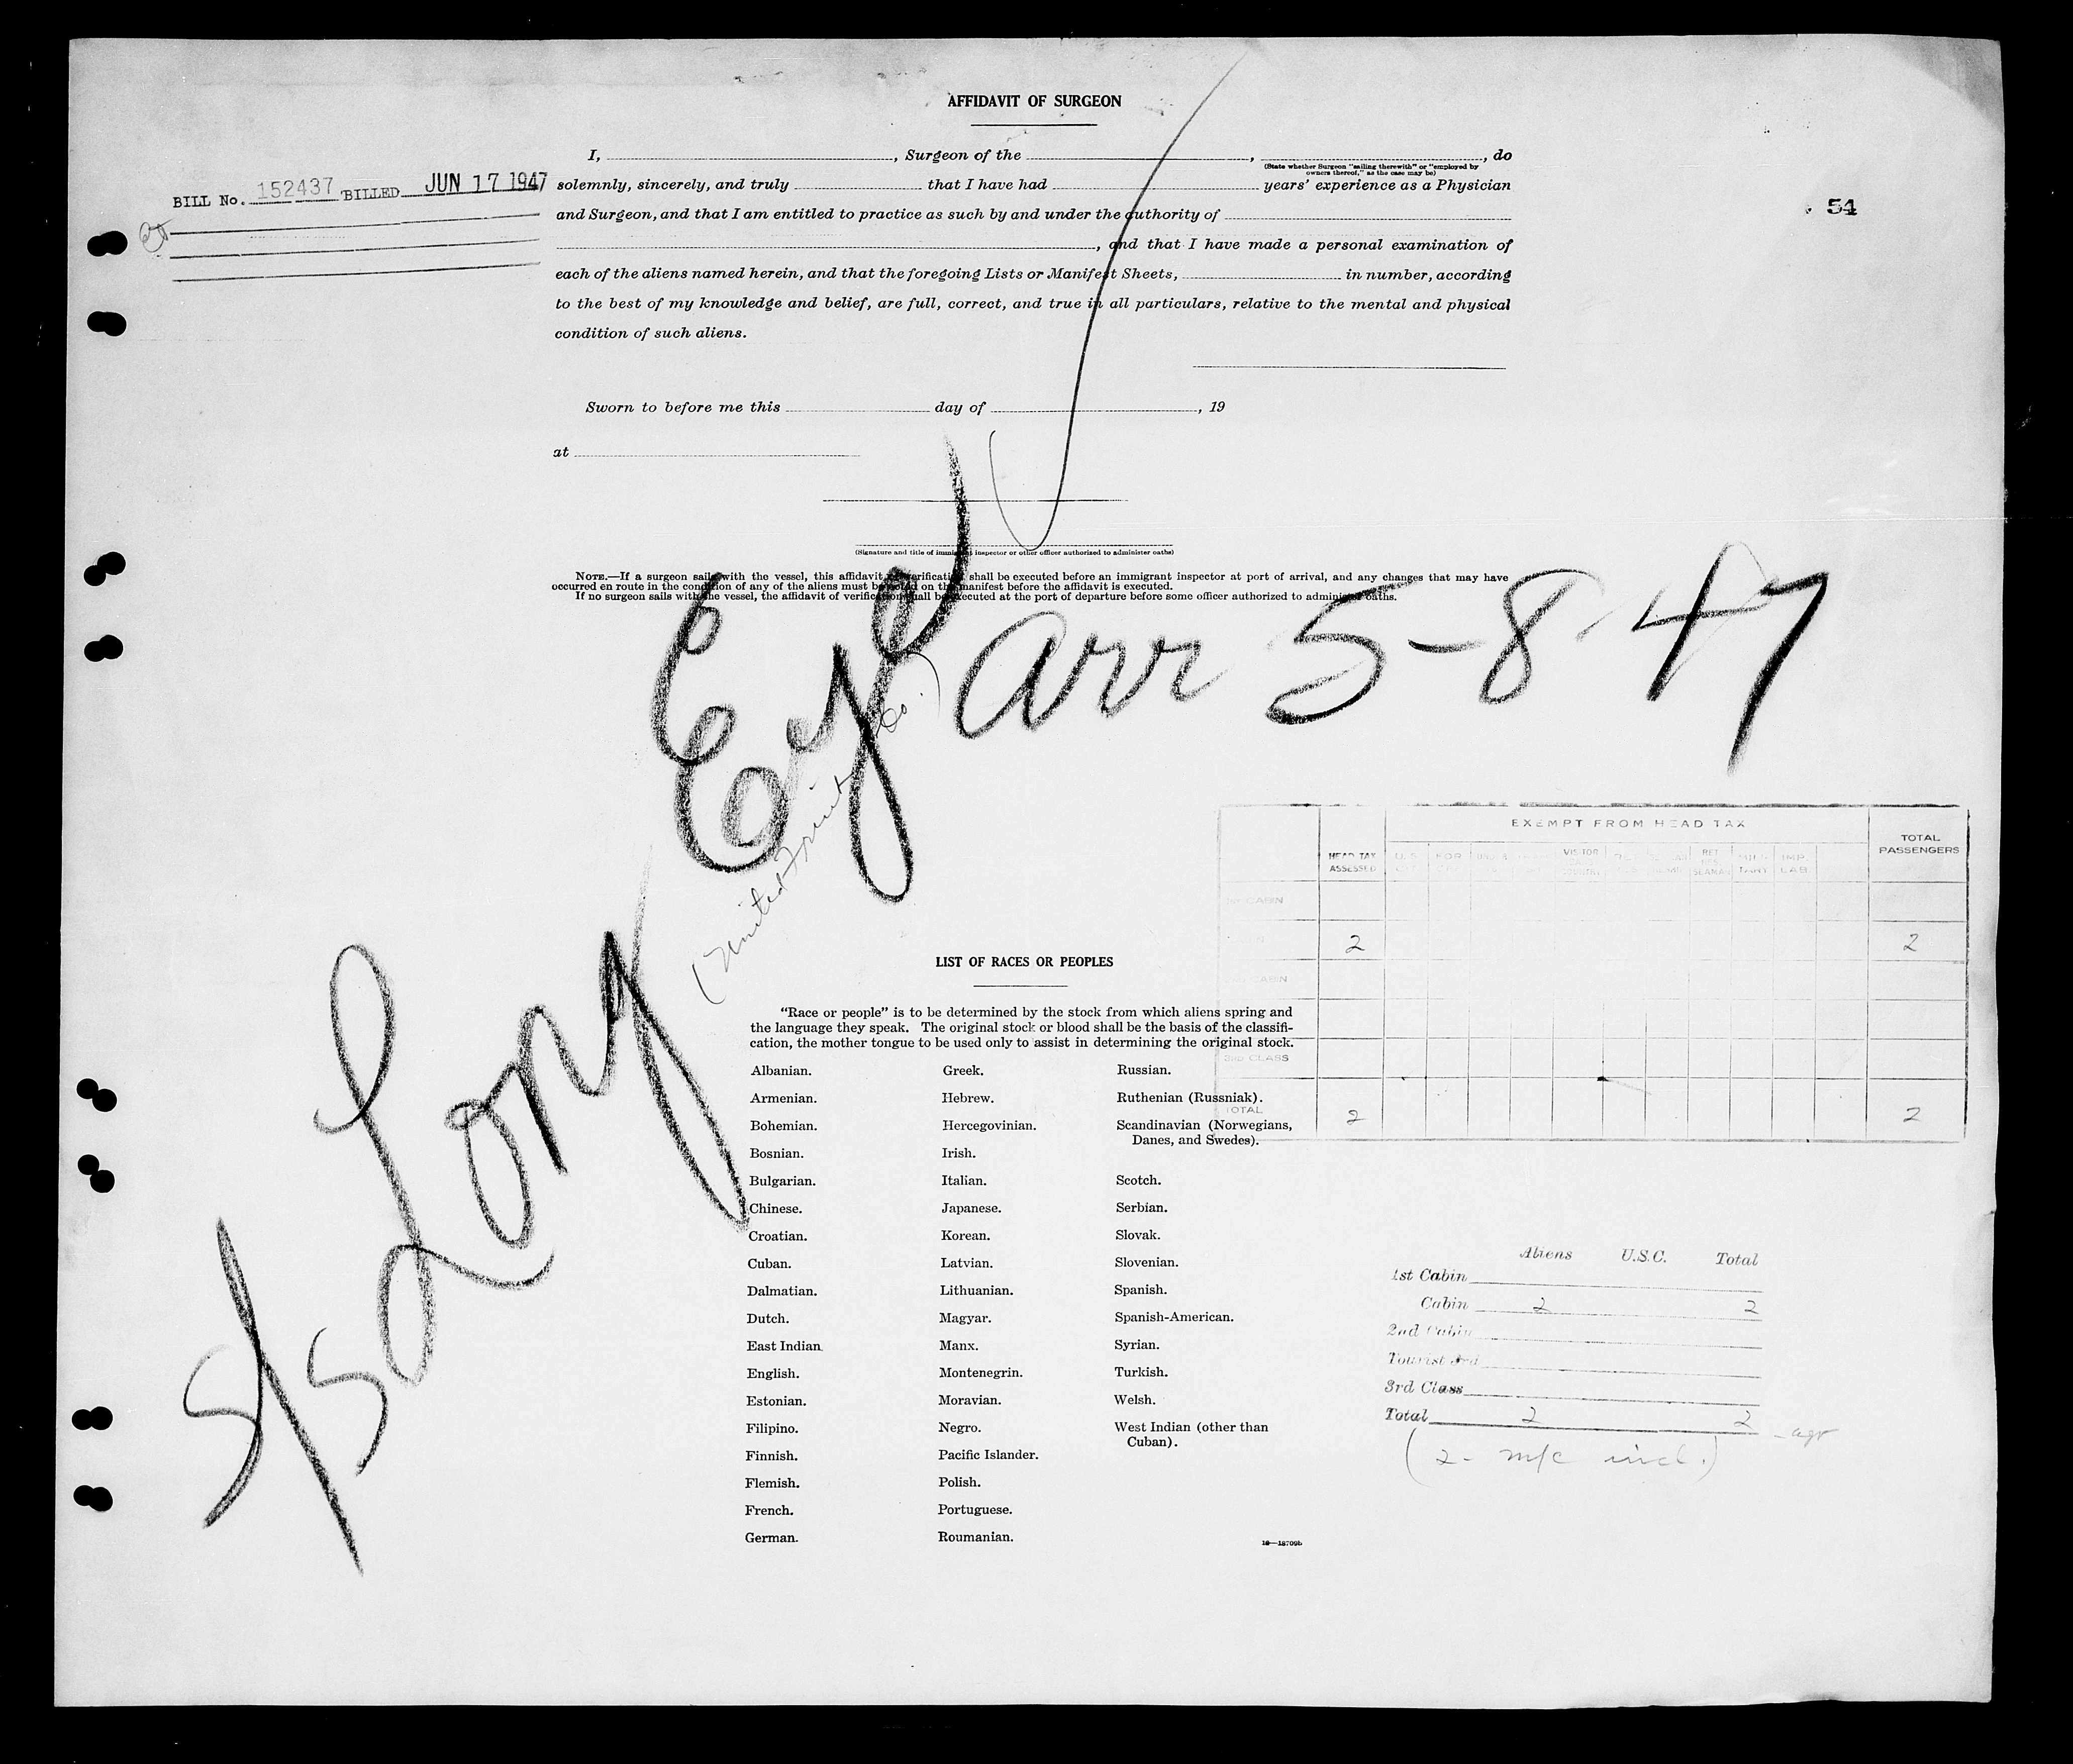 AFFIDAVIT OF SURGEON
I, , Surgeon of the , , do
(State whether Surgeon "sailing therewith" or "employed by
owners thereof," as the case may be)
BILL No. 152437 BILLED JUN 17 1947
solemnly, sincerely, and truly that I have had years' experience as a Physician
and Surgeon, and that I am entitled to practice as such by and under the authority of
54
, and that I have made a personal examination of
each of the aliens named herein, and that the foregoing Lists or Manifest Sheets, in number, according
to the best of my knowledge and belief, are full, correct, and true in all particulars, relative to the mental and physical
condition of such aliens.
Sworn to before me this day of , 19
at
(Signature and title of immigrant inspector or other officer authorized to administer oaths)
NOTE.—If a surgeon sails with the vessel, this affidavit of verification shall be executed before an immigrant inspector at port of arrival, and any changes that may have
occurred en route in the condition of any of the aliens must be noted on the manifest before the affidavit is executed.
If no surgeon sails with the vessel, the affidavit of verification shall be executed at the port of departure before some officer authorized to administer oaths.
S/S Long Eye
arr 5-8-47
(United Fruit Co.)
EXEMPT FROM HEAD TAX
HEAD TAX
ASSESSED
VISITOR
TOTAL
PASSENGERS
CABIN
2 2
CABIN
3RD CLASS
TOTAL 2 2
LIST OF RACES OR PEOPLES
"Race or people" is to be determined by the stock from which aliens spring and
the language they speak. The original stock or blood shall be the basis of the classifi-
cation, the mother tongue to be used only to assist in determining the original stock.
Albanian.
Armenian.
Bohemian.
Bosnian.
Bulgarian.
Chinese.
Croatian.
Cuban.
Dalmatian.
Dutch.
East Indian.
English.
Estonian.
Filipino.
Finnish.
Flemish.
French.
German.
Greek.
Hebrew.
Hercegovinian.
Irish.
Italian.
Japanese.
Korean.
Latvian.
Lithuanian.
Magyar.
Manx.
Montenegrin.
Moravian.
Negro.
Pacific Islander.
Polish.
Portuguese.
Roumanian.
Russian.
Ruthenian (Russniak).
Scandinavian (Norwegians,
Danes, and Swedes).
Scotch.
Serbian.
Slovak.
Slovenian.
Spanish.
Spanish-American.
Syrian.
Turkish.
Welsh.
West Indian (other than
Cuban).
16—18709b
Aliens U.S.C. Total
1st Cabin
Cabin 2 2
2nd Cabin
Tourist 3rd
3rd Class
Total 2 2
(2 - m/c incl.)